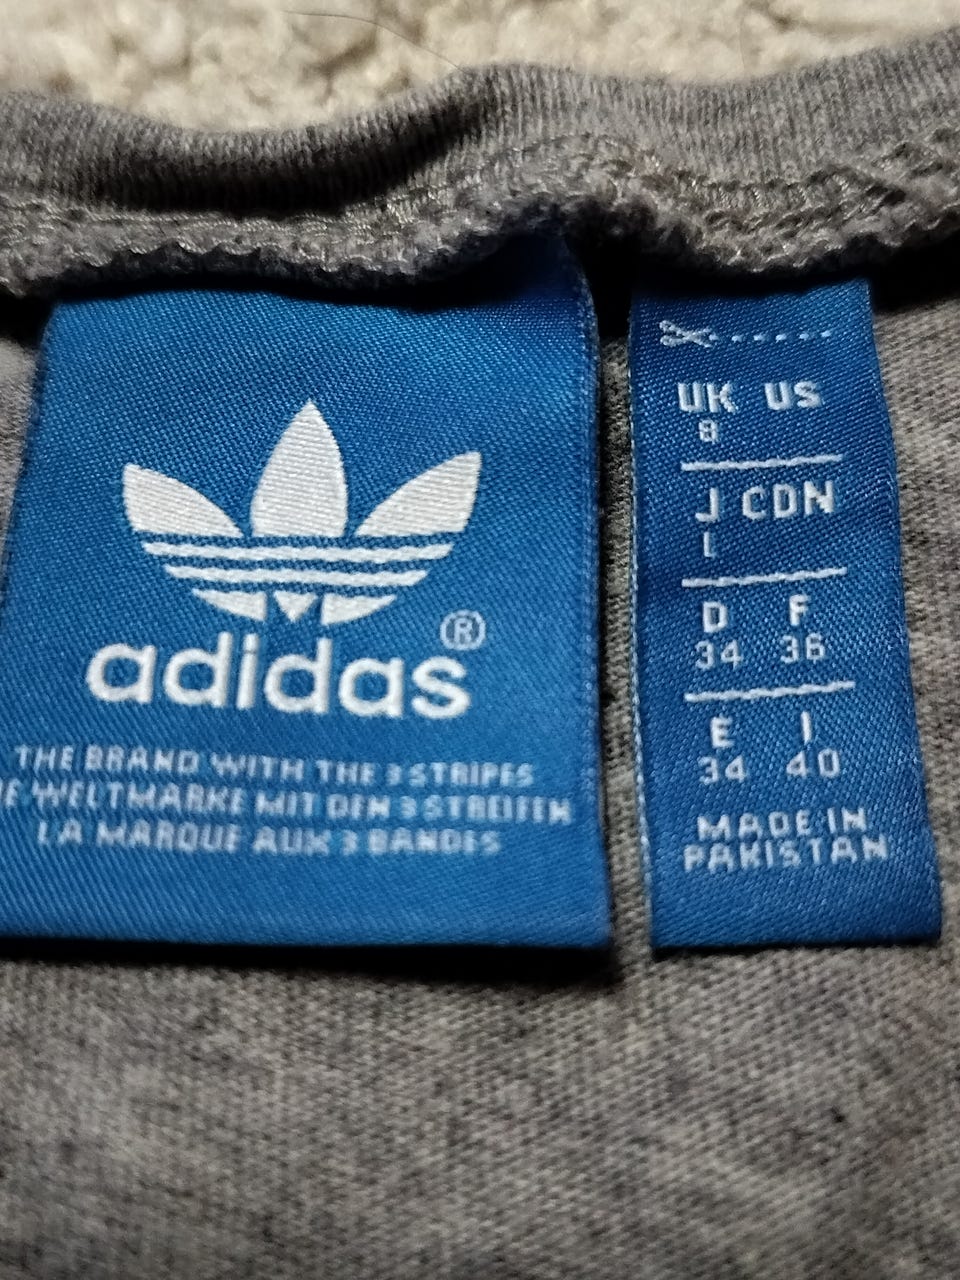 adidas®
THE BRAND WITH THE 3 STRIPES
E WELTMARKE MIT DEN 3 STREIFEN
LA MARQUE AUX 3 BANDES
UK US
8
J CDN
L
D F
34 36
E I
34 40
MADE IN
PAKISTAN